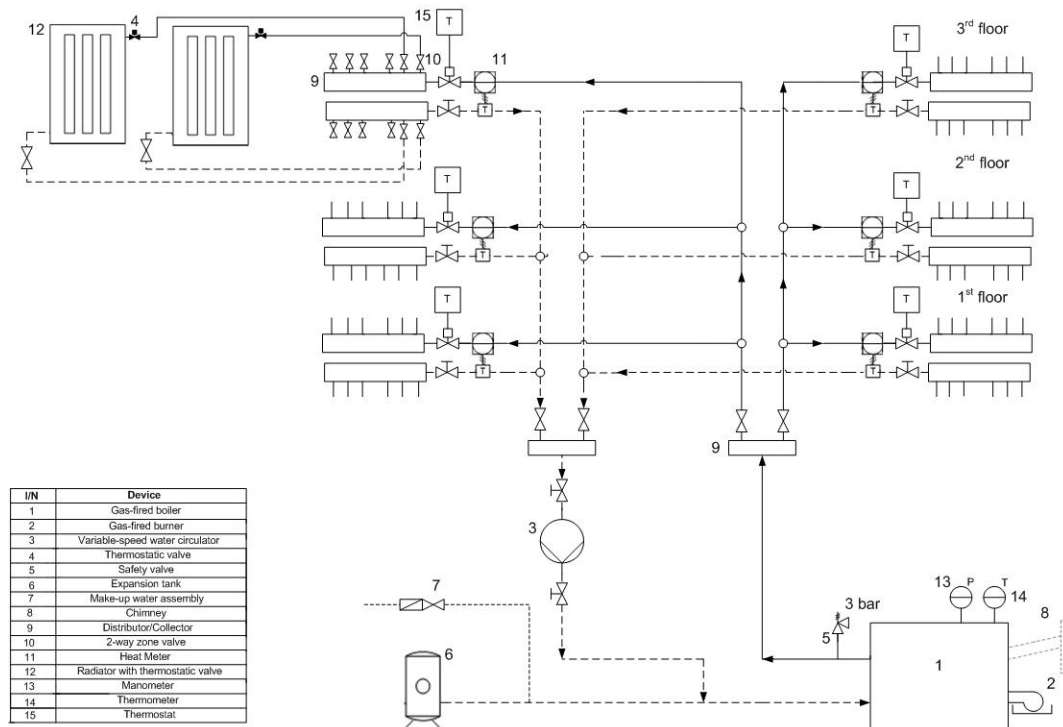 12
4
15
T
10
11
9
T
T
3rd floor
T
T
2nd floor
T
T
T
T
1st floor
T
T
T
T
9
3
7
6
3 bar
5
13
P
T
14
8
1
2
I/N Device
1 Gas-fired boiler
2 Gas-fired burner
3 Variable-speed water circulator
4 Thermostatic valve
5 Safety valve
6 Expansion tank
7 Make-up water assembly
8 Chimney
9 Distributor/Collector
10 2-way zone valve
11 Heat Meter
12 Radiator with thermostatic valve
13 Manometer
14 Thermometer
15 Thermostat